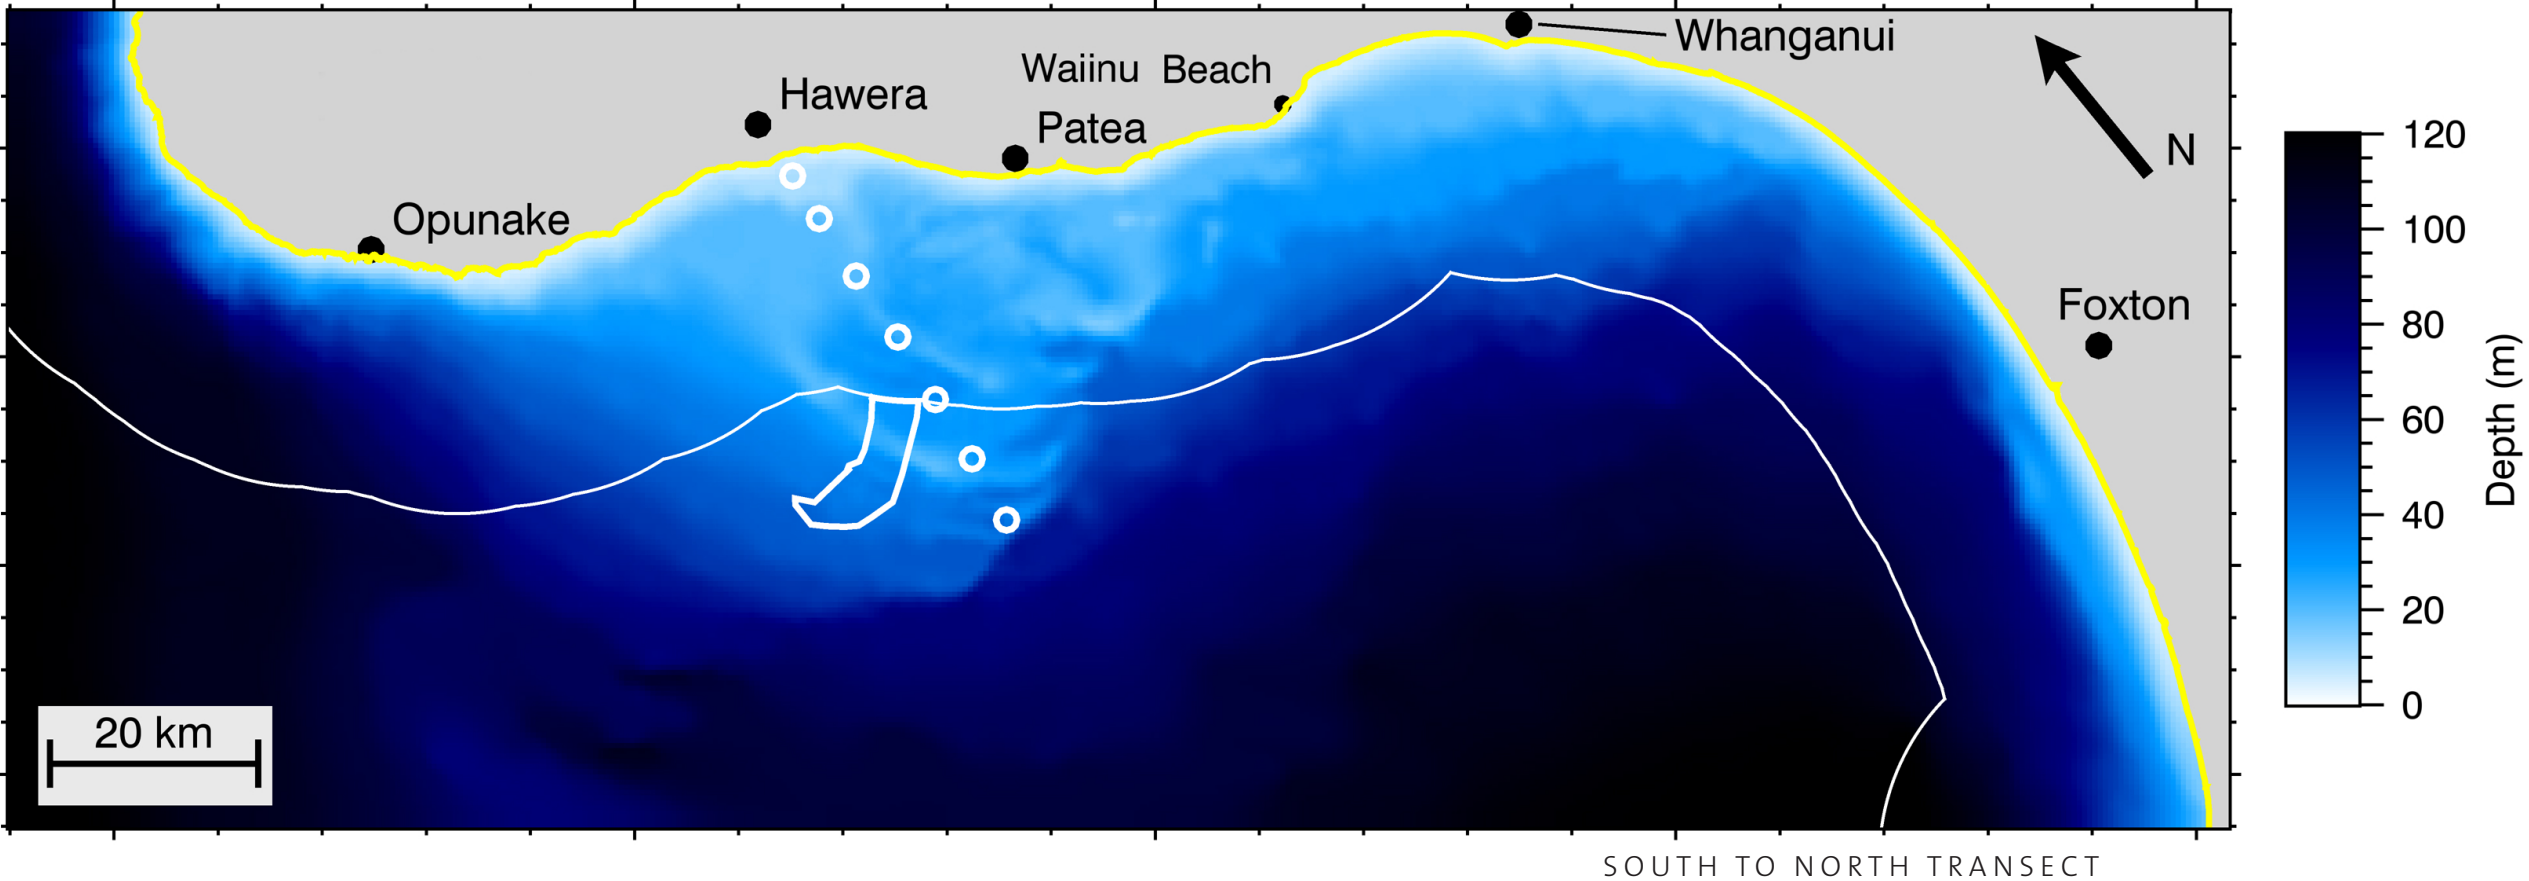 Whanganui
Waiinu Beach
Hawera
Patea
N
Opunake
Foxton
120
100
80
60
40
20
0
Depth (m)
20 km
SOUTH TO NORTH TRANSECT